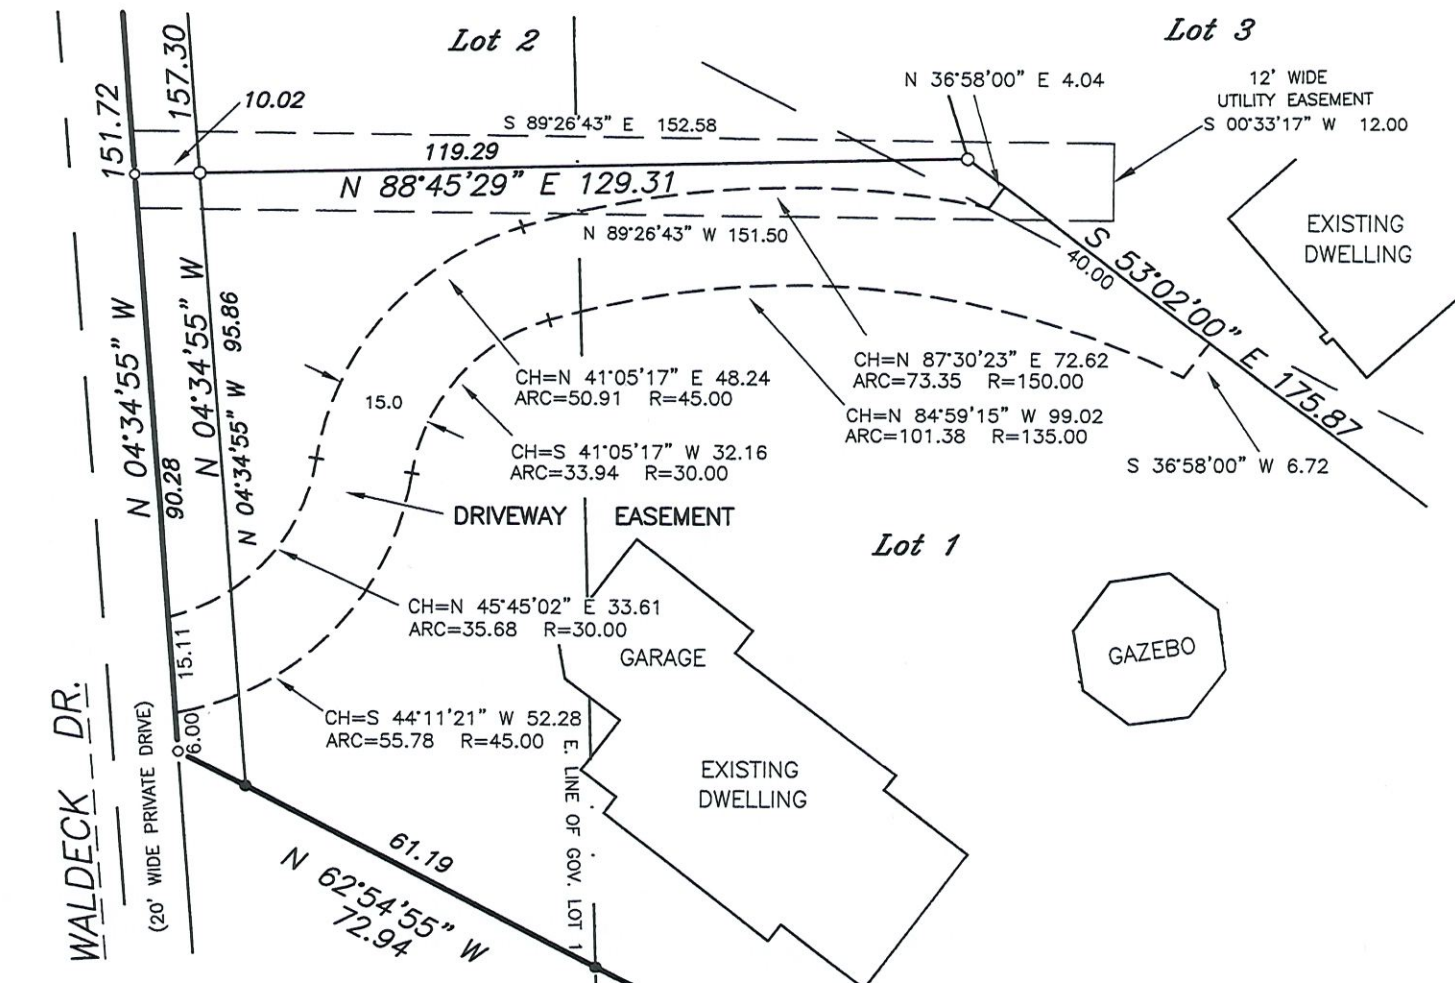 Lot 2
Lot 3
151.72
157.30
10.02
N 36°58'00" E 4.04
12' WIDE
UTILITY EASEMENT
S 00°33'17" W 12.00
S 89°26'43" E 152.58
119.29
N 88°45'29" E 129.31
N 89°26'43" W 151.50
EXISTING
DWELLING
S 53°02'00" E 175.87
40.00
N 04°34'55" W
90.28
N 04°34'55" W
N 04°34'55" W 95.86
CH=N 87°30'23" E 72.62
ARC=73.35 R=150.00
CH=N 41°05'17" E 48.24
ARC=50.91 R=45.00
15.0
CH=N 84°59'15" W 99.02
ARC=101.38 R=135.00
CH=S 41°05'17" W 32.16
ARC=33.94 R=30.00
S 36°58'00" W 6.72
DRIVEWAY EASEMENT
Lot 1
CH=N 45°45'02" E 33.61
ARC=35.68 R=30.00
GARAGE
GAZEBO
15.11
6.00
CH=S 44°11'21" W 52.28
ARC=55.78 R=45.00
WALDECK DR.
(20' WIDE PRIVATE DRIVE)
E. LINE OF GOV. LOT 1
EXISTING
DWELLING
61.19
N 62°54'55" W
72.94